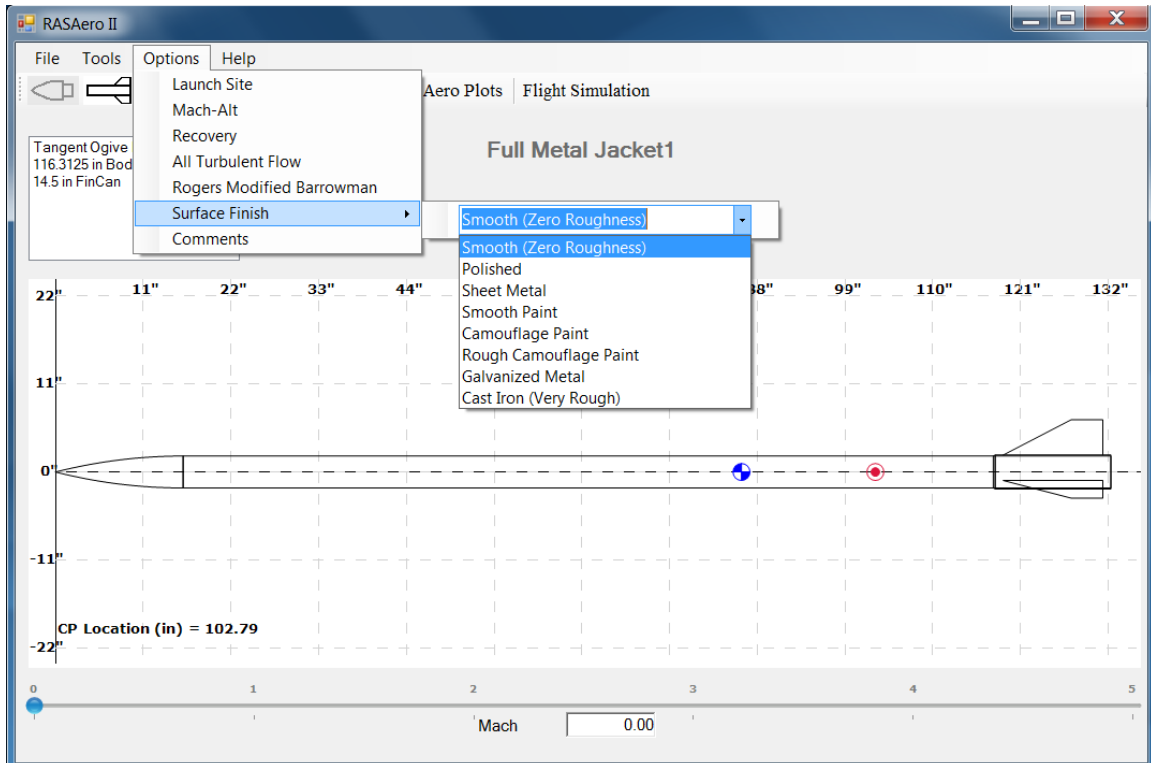 RASAero II
File Tools Options Help
Launch Site
Mach-Alt
Recovery
All Turbulent Flow
Rogers Modified Barrowman
Surface Finish
Comments
Aero Plots Flight Simulation
Tangent Ogive
116.3125 in Bod
14.5 in FinCan
Full Metal Jacket1
Smooth (Zero Roughness)
Smooth (Zero Roughness)
Polished
Sheet Metal
Smooth Paint
Camouflage Paint
Rough Camouflage Paint
Galvanized Metal
Cast Iron (Very Rough)
11" 22" 33" 44" 38" 99" 110" 121" 132"
22"
11"
0"
-11"
CP Location (in) = 102.79
-22"
0 1 2 3 4 5
Mach 0.00